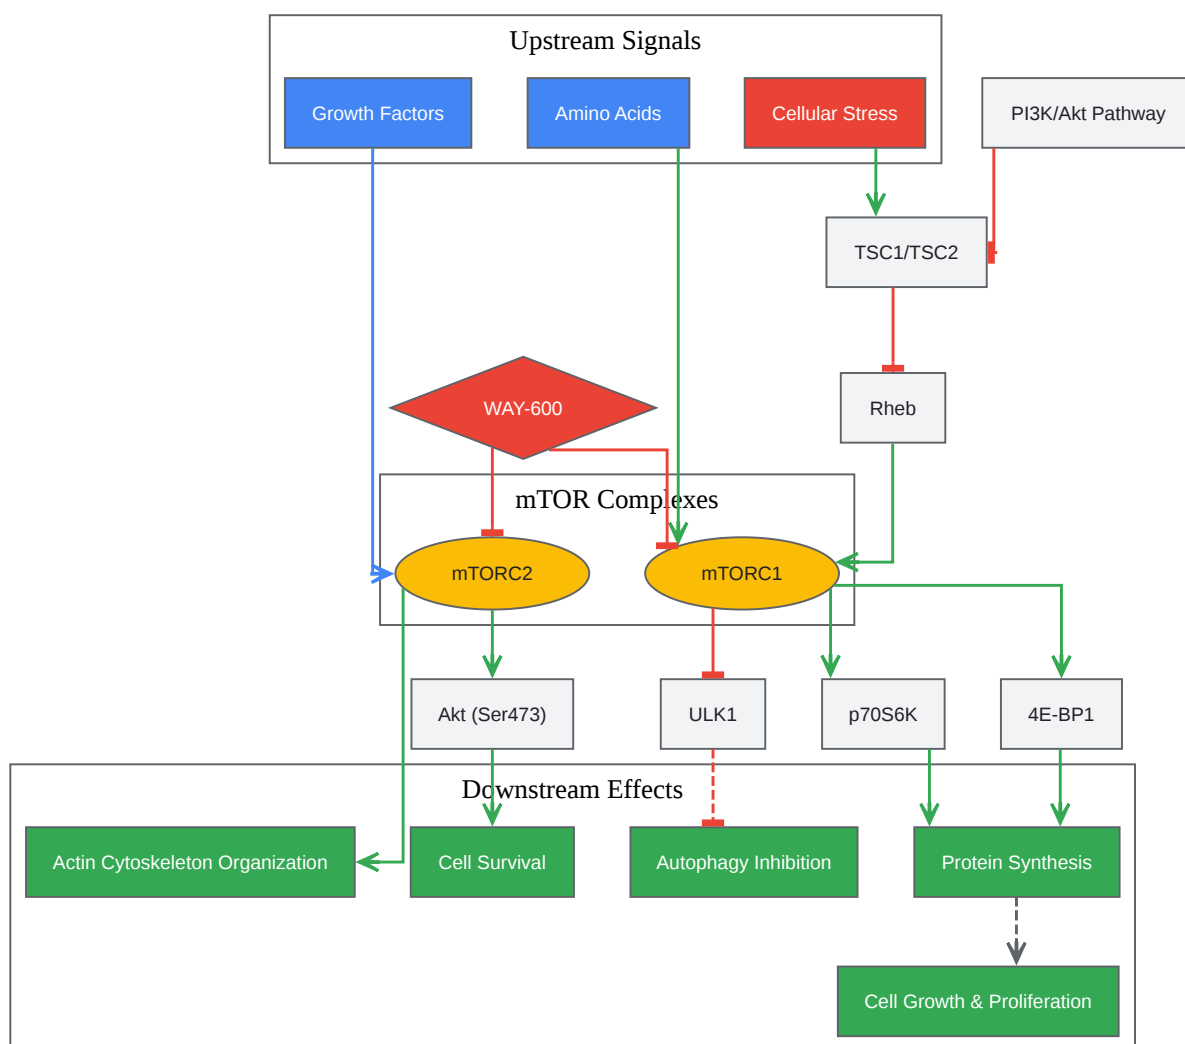 Upstream Signals
Growth Factors
Amino Acids
Cellular Stress
PI3K/Akt Pathway
TSC1/TSC2
WAY-600
Rheb
mTOR Complexes
mTORC2
mTORC1
Akt (Ser473)
ULK1
p70S6K
4E-BP1
Downstream Effects
Actin Cytoskeleton Organization
Cell Survival
Autophagy Inhibition
Protein Synthesis
Cell Growth & Proliferation